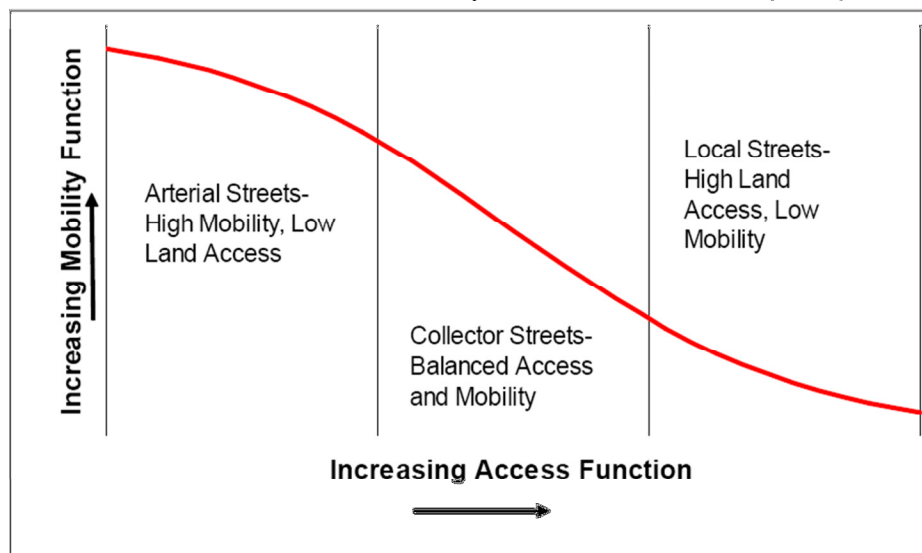 Increasing Mobility Function
Arterial Streets-
High Mobility, Low
Land Access
Collector Streets-
Balanced Access
and Mobility
Local Streets-
High Land
Access, Low
Mobility
Increasing Access Function